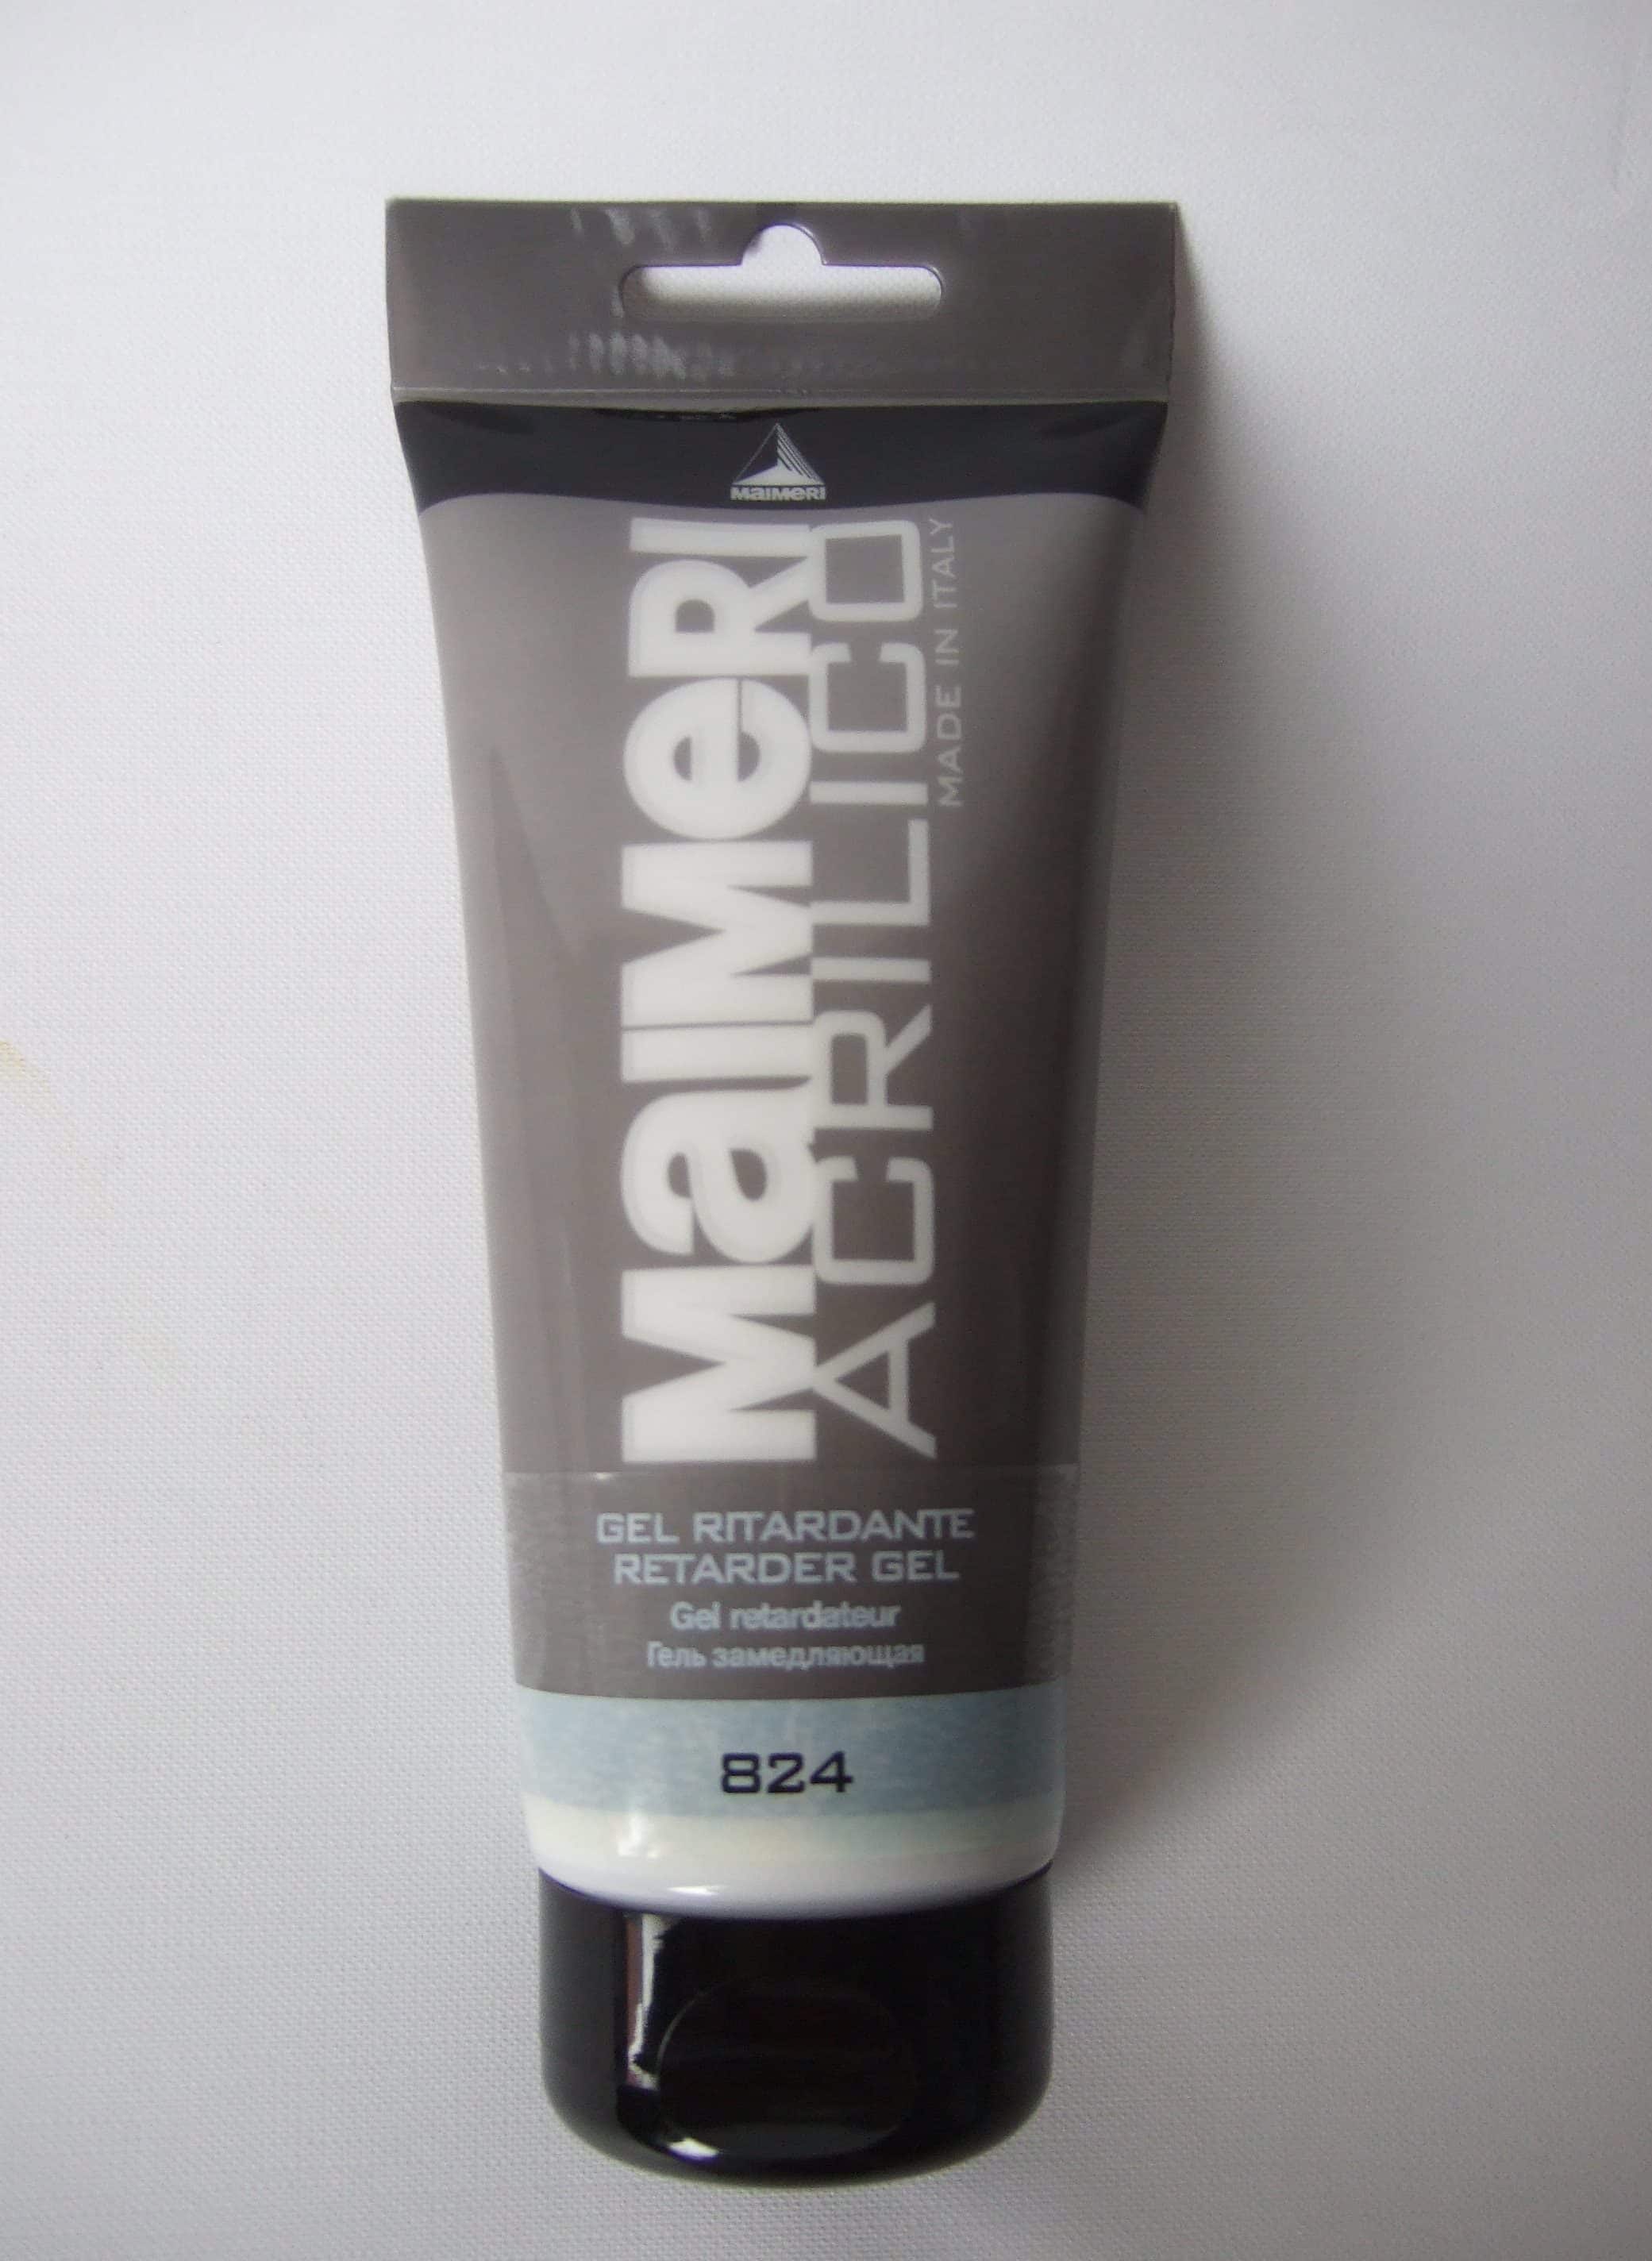 MaIMeRI
MaIMeRI
ACRILICO
MADE IN ITALY
GEL RITARDANTE
RETARDER GEL
Gel retardateur
Гель замедляющая
824